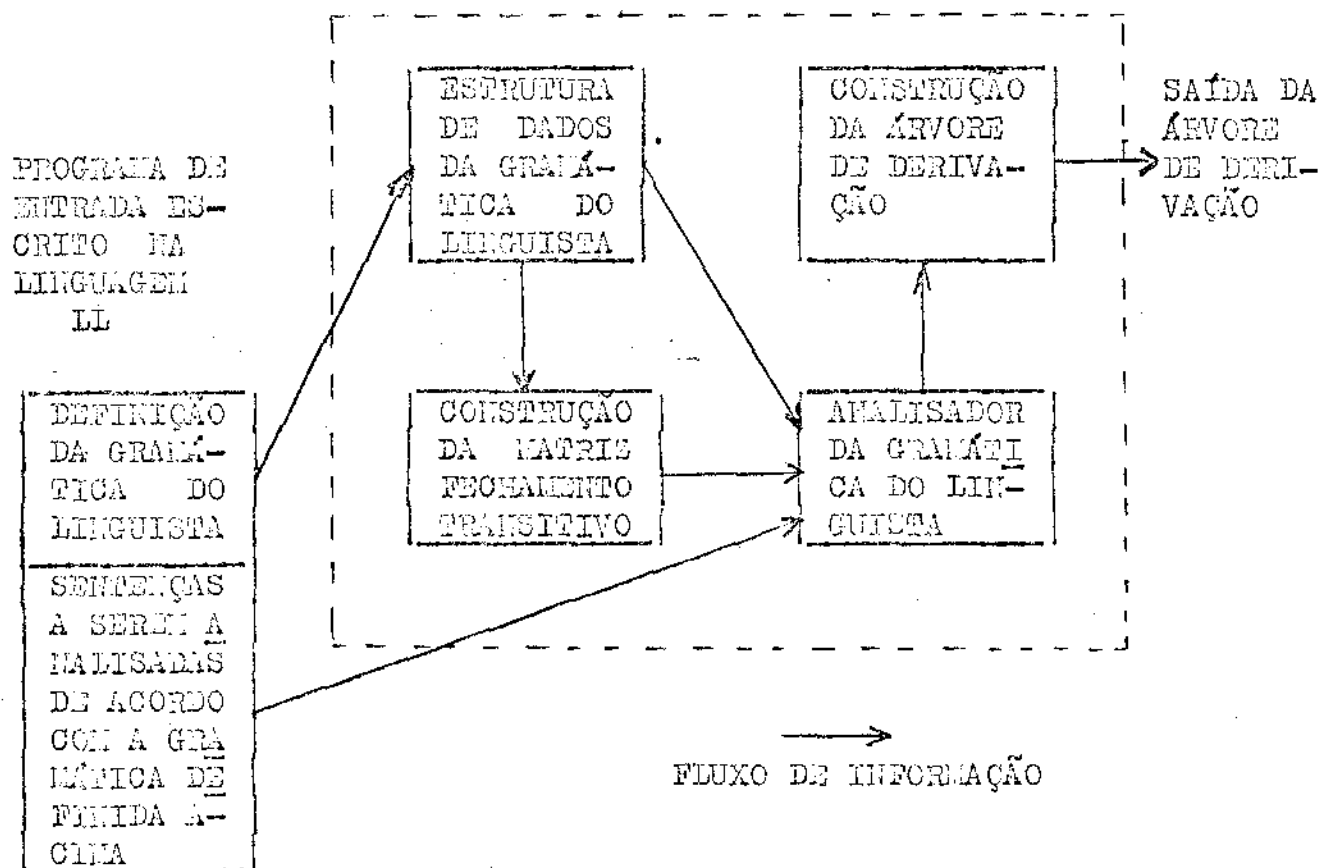 PROGRAMA DE
ENTRADA ES-
CRITO NA
LINGUAGEM
LL
DEFINIÇÃO
DA GRAMÁ-
TICA DO
LINGUISTA
SENTENÇAS
A SEREM A
NALISADAS
DE ACORDO
COM A GRA
MÁTICA DE
FINIDA A-
CIMA
ESTRUTURA
DE DADOS
DA GRAMÁ-
TICA DO
LINGUISTA
CONSTRUÇÃO
DA MATRIZ
FECHAMENTO
TRANSITIVO
CONSTRUÇÃO
DA ÁRVORE
DE DERIVA-
ÇÃO
ANALISADOR
DA GRAMÁTI
CA DO LIN-
GUISTA
SAÍDA DA
ÁRVORE
DE DERI-
VAÇÃO
FLUXO DE INFORMAÇÃO